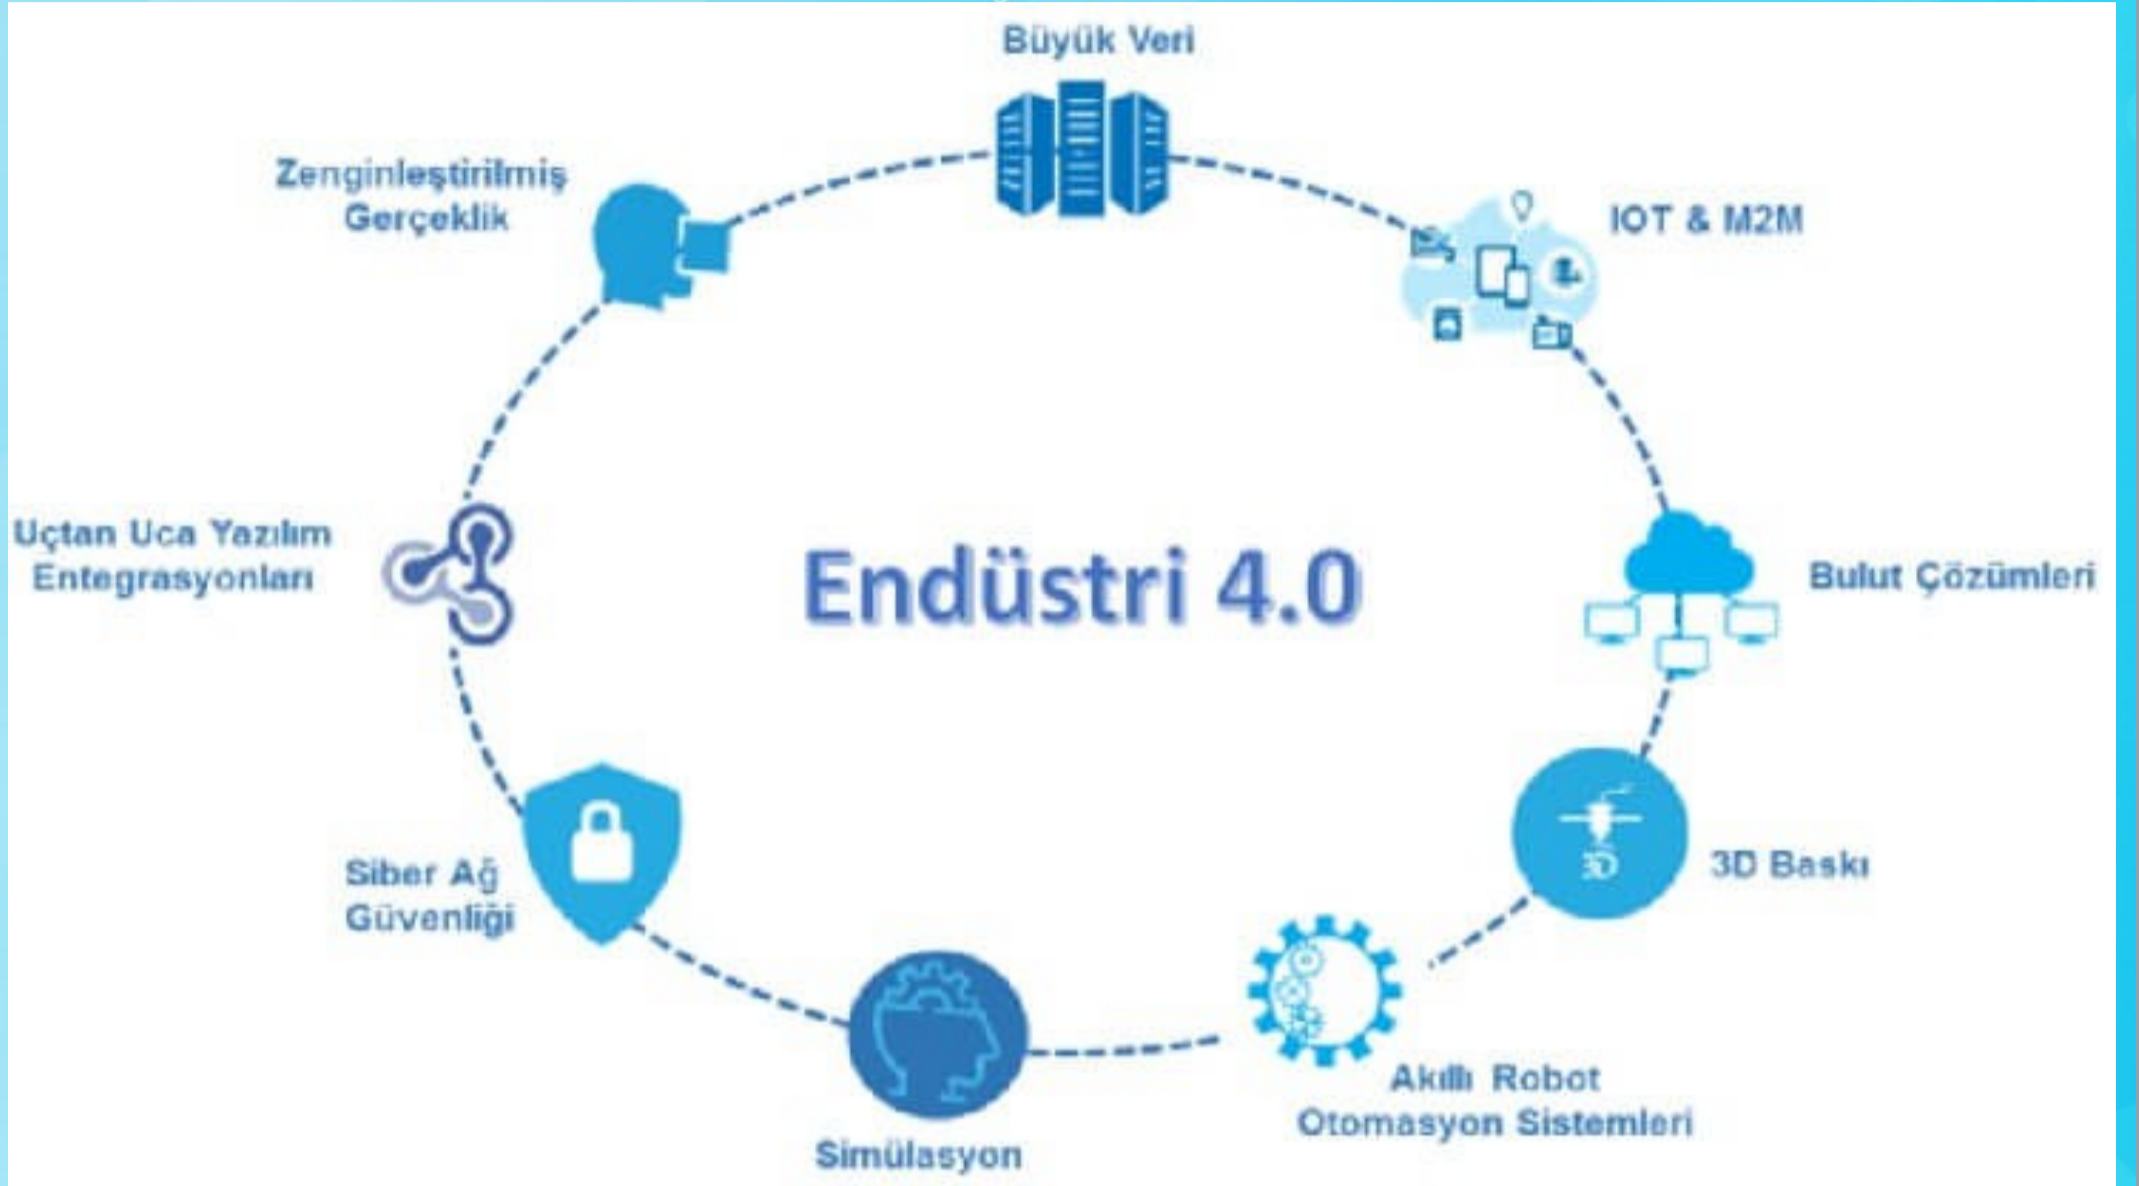 Büyük Veri
Zenginleştirilmiş
Gerçeklik
IOT & M2M
Uçtan Uca Yazılım
Entegrasyonları
Endüstri 4.0
Bulut Çözümleri
Siber Ağ
Güvenliği
3D
3D Baskı
Akıllı Robot
Otomasyon Sistemleri
Simülasyon